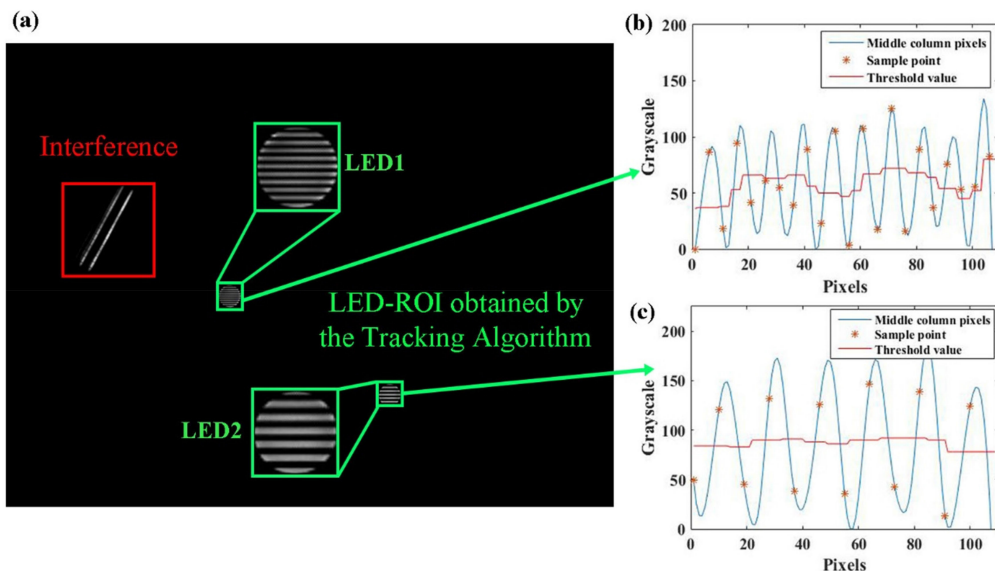 (a)
Interference
LED1
LED-ROI obtained by
the Tracking Algorithm
LED2
(b)
200
150
100
50
0
Grayscale
Middle column pixels
Sample point
Threshold value
0
20
40
60
80
100
Pixels
(c)
200
150
100
50
0
Grayscale
Middle column pixels
Sample point
Threshold value
0
20
40
60
80
100
Pixels